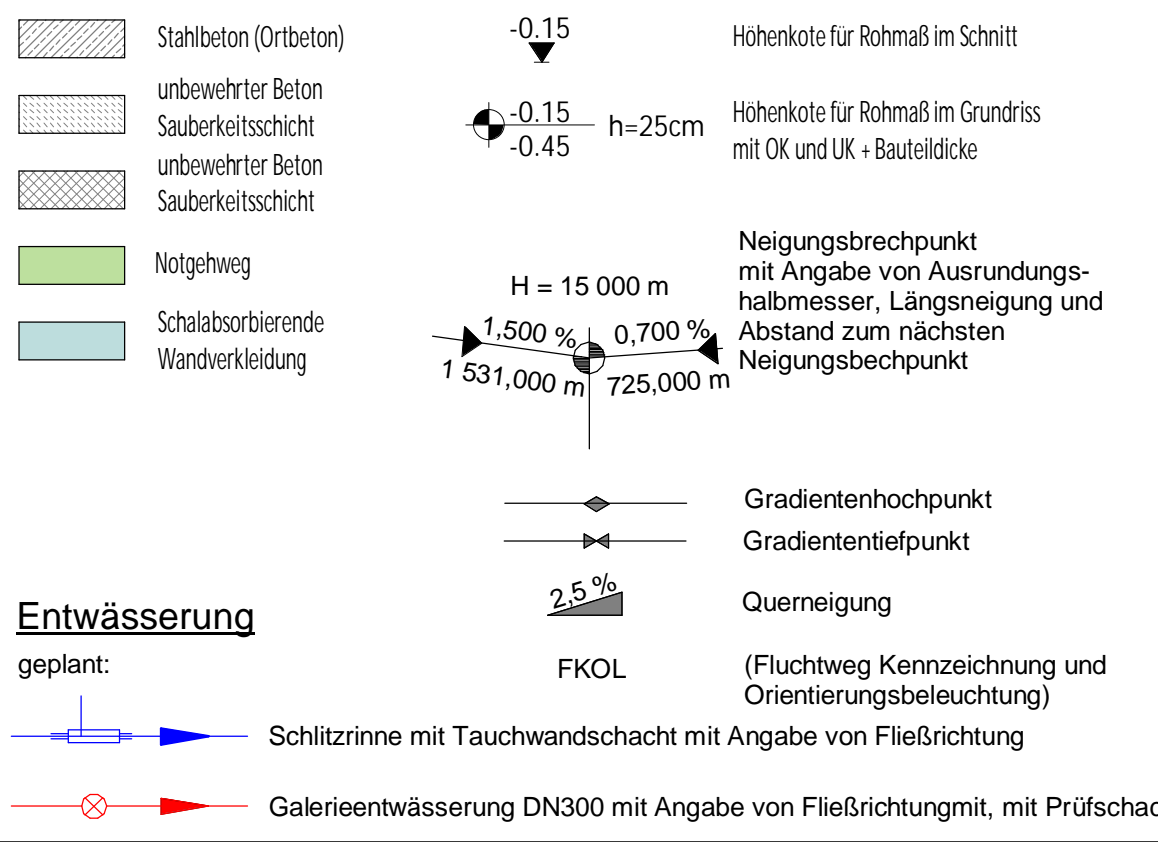 Stahlbeton (Ortbeton)
unbewehrter Beton
Sauberkeitsschicht
unbewehrter Beton
Sauberkeitsschicht
Notgehweg
Schalabsorbierende
Wandverkleidung
-0.15
Höhenkote für Rohmaß im Schnitt
-0.15
-0.45
h=25cm
Höhenkote für Rohmaß im Grundriss
mit OK und UK + Bauteildicke
H = 15 000 m
1,500 %
0,700 %
1 531,000 m
725,000 m
Neigungsbrechpunkt
mit Angabe von Ausrundungs-
halbmesser, Längsneigung und
Abstand zum nächsten
Neigungsbechpunkt
Gradientenhochpunkt
Gradiententiefpunkt
2,5 %
Querneigung
FKOL
(Fluchtweg Kennzeichnung und
Orientierungsbeleuchtung)
Entwässerung
geplant:
Schlitzrinne mit Tauchwandschacht mit Angabe von Fließrichtung
Galerieentwässerung DN300 mit Angabe von Fließrichtungmit, mit